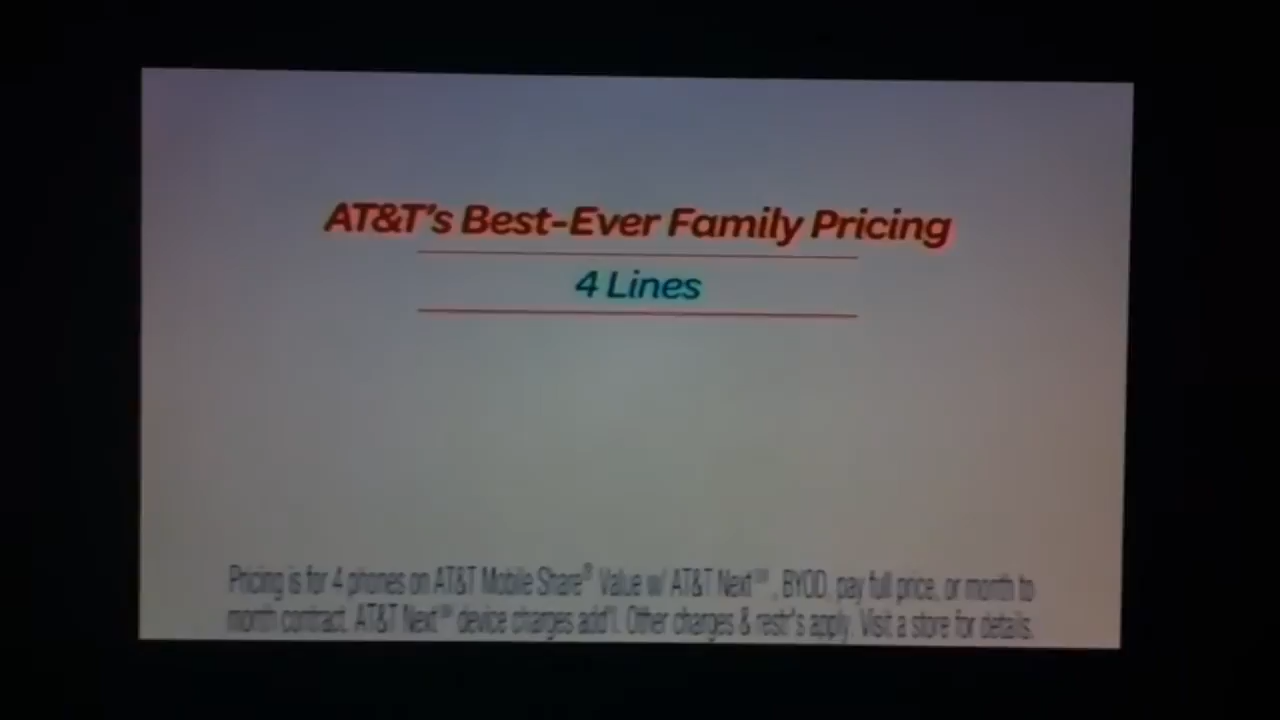 AT&T's Best-Ever Family Pricing
4 Lines
Pricing is for 4 phones on AT&T Mobile Share® Value w/ AT&T Next℠, BYOD, pay full price, or month to
month contract. AT&T Next℠ device charges add'l. Other charges & restr's apply. Visit a store for details.